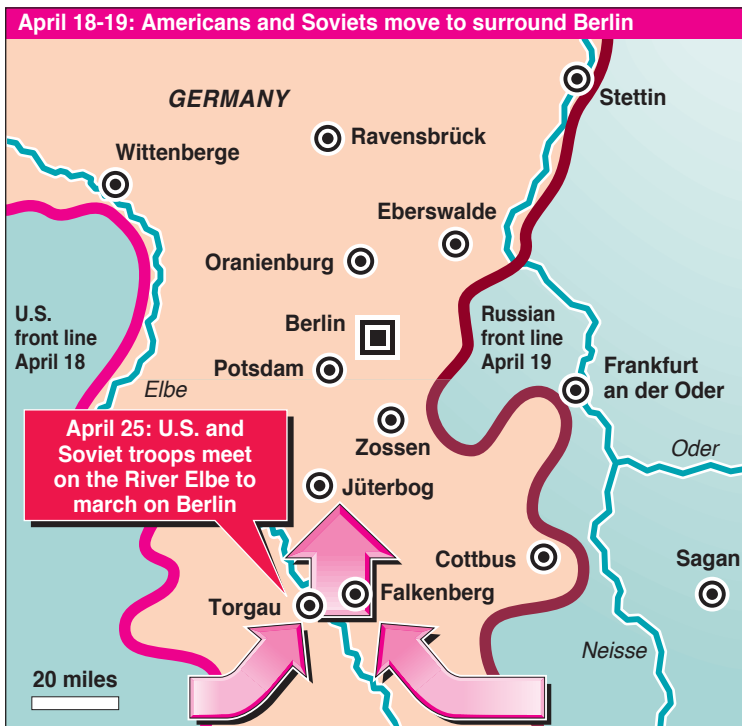 April 18-19: Americans and Soviets move to surround Berlin
GERMANY
Stettin
Ravensbrück
Wittenberge
Eberswalde
Oranienburg
U.S.
front line
April 18
Berlin
Russian
front line
April 19
Potsdam
Frankfurt
an der Oder
Elbe
April 25: U.S. and
Soviet troops meet
on the River Elbe to
march on Berlin
Zossen
Oder
Jüterbog
Cottbus
Sagan
Torgau
Falkenberg
Neisse
20 miles